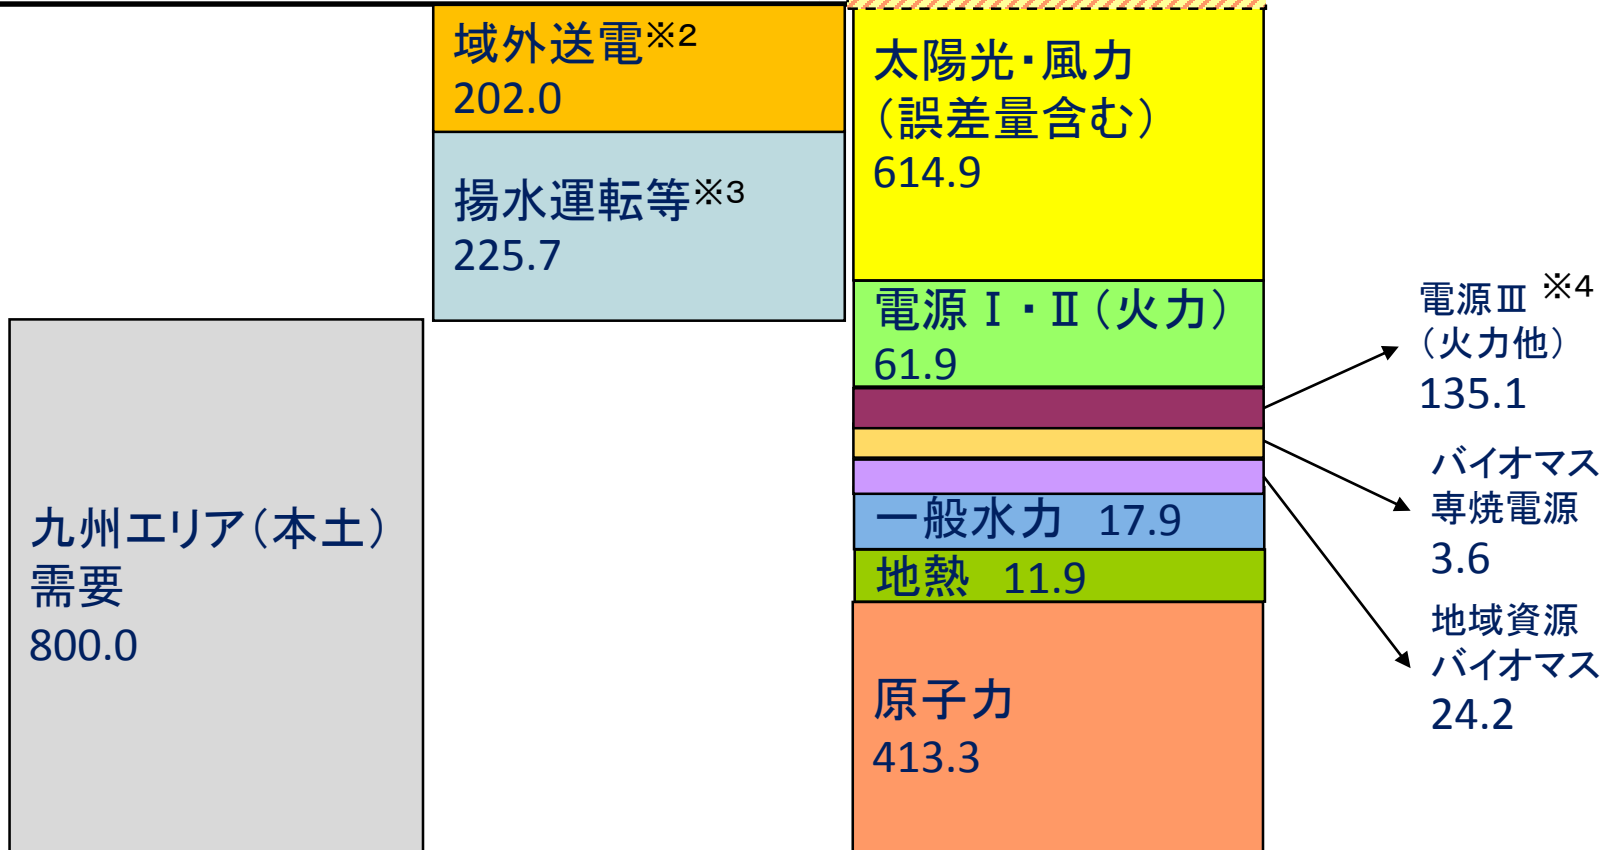 域外送電※2
202.0
揚水運転等※3
225.7
九州エリア(本土)
需要
800.0
太陽光・風力
(誤差量含む)
614.9
電源Ⅰ・Ⅱ(火力)
61.9
一般水力 17.9
地熱 11.9
原子力
413.3
電源Ⅲ ※4
(火力他)
135.1
バイオマス
専焼電源
3.6
地域資源
バイオマス
24.2